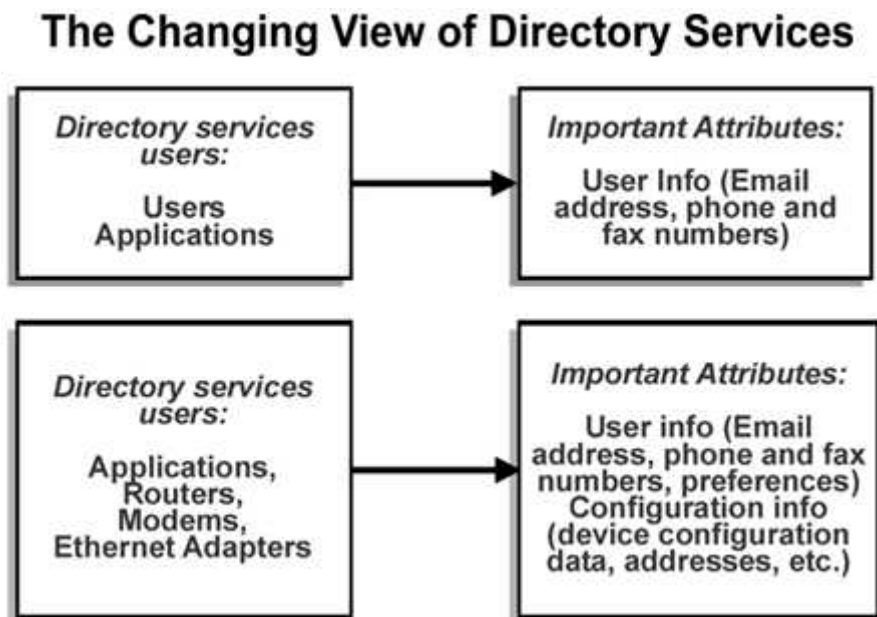 The Changing View of Directory Services
Directory services
users:
Users
Applications
Important Attributes:
User Info (Email
address, phone and
fax numbers)
Directory services
users:
Applications,
Routers,
Modems,
Ethernet Adapters
Important Attributes:
User info (Email
address, phone and fax
numbers, preferences)
Configuration info
(device configuration
data, addresses, etc.)